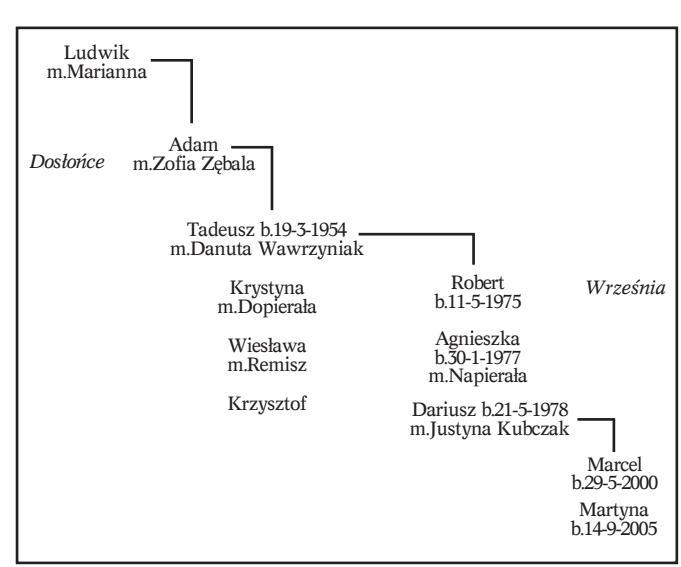 Ludwik
m.Marianna
Adam
Dosłońce
m.Zofia Zębala
Tadeusz b.19-3-1954
m.Danuta Wawrzyniak
Krystyna
m.Dopierała
Wiesława
m.Remisz
Krzysztof
Robert
b.11-5-1975
Września
Agnieszka
b.30-1-1977
m.Napierała
Dariusz b.21-5-1978
m.Justyna Kubczak
Marcel
b.29-5-2000
Martyna
b.14-9-2005